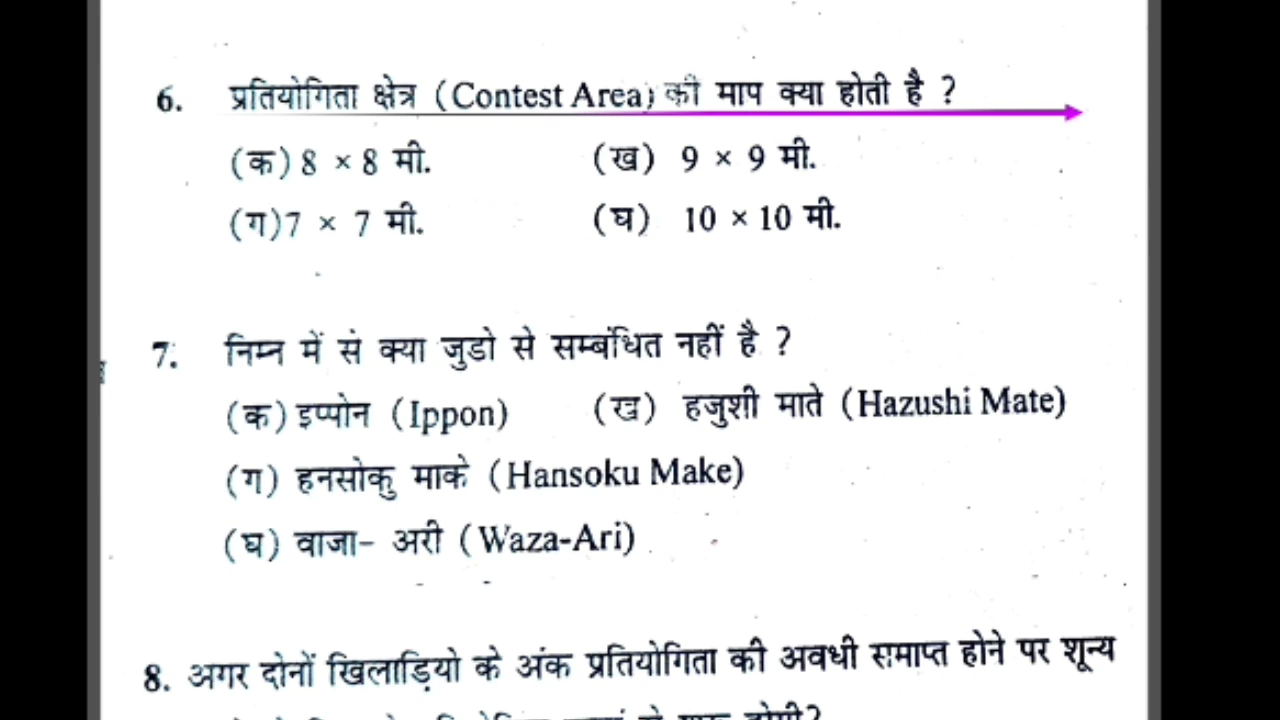 6. प्रतियोगिता क्षेत्र (Contest Area) की माप क्या होती है ?
(क) 8 × 8 मी. (ख) 9 × 9 मी.
(ग) 7 × 7 मी. (घ) 10 × 10 मी.
7. निम्न में सं क्या जुडो से सम्बंधित नहीं है ?
(क) इप्पोन (Ippon) (ख) हजुशी माते (Hazushi Mate)
(ग) हनसोकु माके (Hansoku Make)
(घ) वाजा- अरी (Waza-Ari)
8. अगर दोनों खिलाड़ियो के अंक प्रतियोगिता की अवधी समाप्त होने पर शून्य